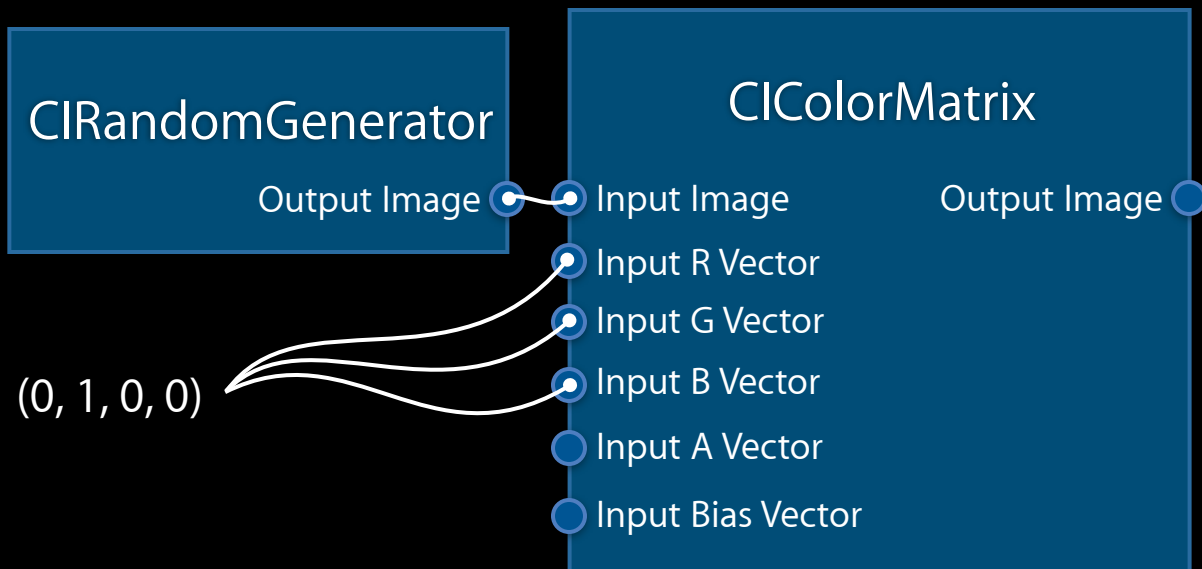 CIRandomGenerator
Output Image
(0, 1, 0, 0)
CIColorMatrix
Input Image
Output Image
Input R Vector
Input G Vector
Input B Vector
Input A Vector
Input Bias Vector